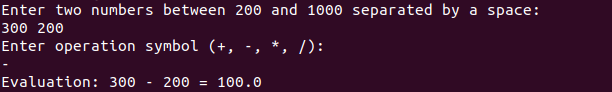 Enter two numbers between 200 and 1000 separated by a space:
300 200
Enter operation symbol (+, -, *, /):
-
Evaluation: 300 - 200 = 100.0